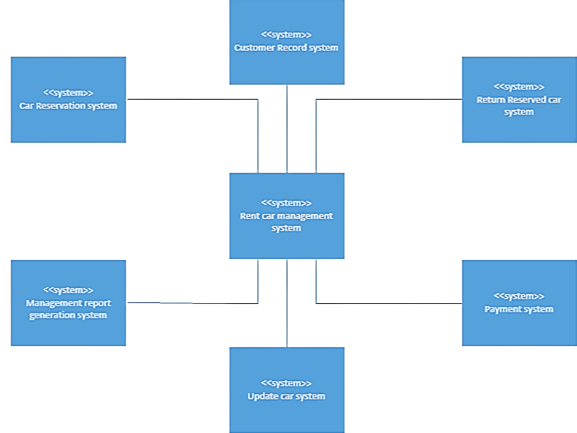 <<system>>
Customer Record system
<<system>>
Car Reservation system
<<system>>
Return Reserved car
system
<<system>>
Rent car management
system
<<system>>
Management report
generation system
<<system>>
Payment system
<<system>>
Update car system